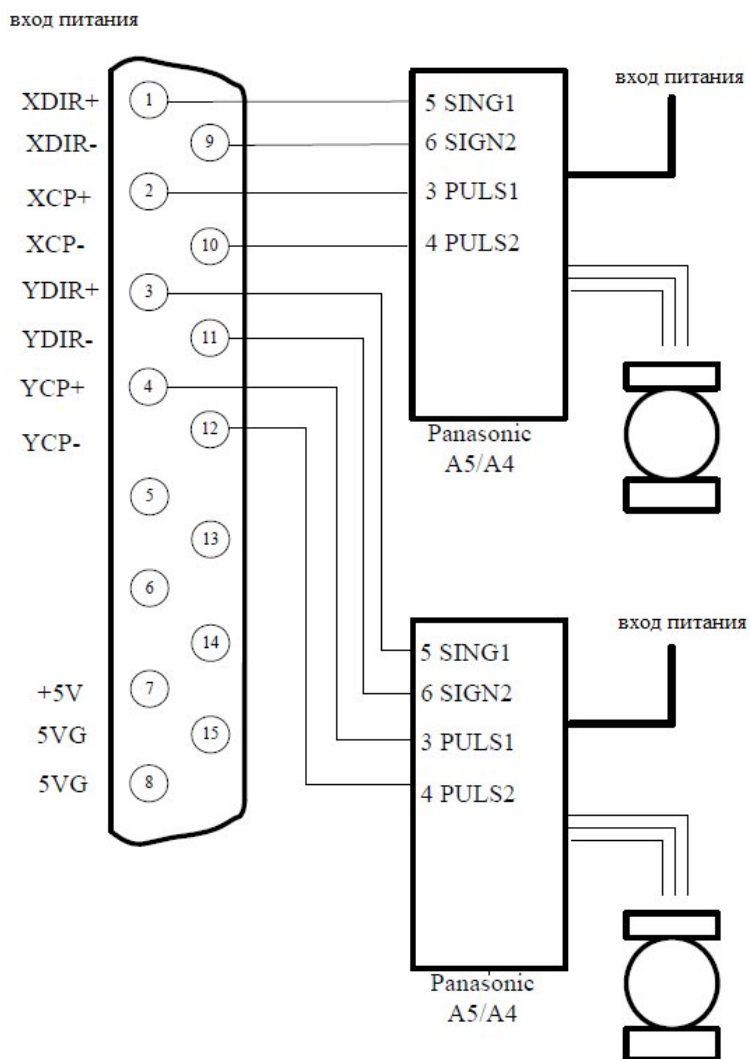 вход питания
XDIR+
1
XDIR-
9
XCP+
2
XCP-
10
YDIR+
3
YDIR-
11
YCP+
4
YCP-
12
5
13
6
14
+5V
7
5VG
15
5VG
8
5 SING1
6 SIGN2
3 PULS1
4 PULS2
Panasonic
A5/A4
вход питания
5 SING1
6 SIGN2
3 PULS1
4 PULS2
Panasonic
A5/A4
вход питания